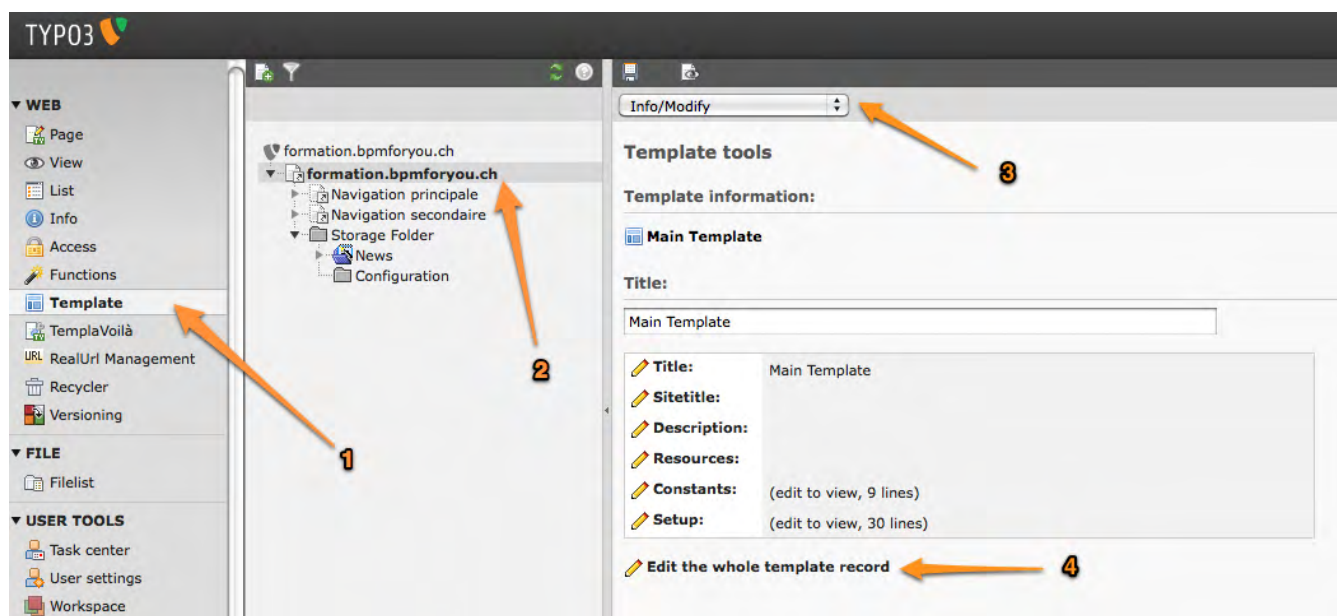 TYPO3
WEB
Page
View
List
Info
Access
Functions
Template
TemplaVoilà
URL RealUrl Management
Recycler
Versioning
FILE
Filelist
USER TOOLS
Task center
User settings
Workspace
1
formation.bpmforyou.ch
formation.bpmforyou.ch
Navigation principale
Navigation secondaire
Storage Folder
News
Configuration
2
Info/Modify
3
Template tools
Template information:
Main Template
Title:
Main Template
Title: Main Template
Sitetitle:
Description:
Resources:
Constants: (edit to view, 9 lines)
Setup: (edit to view, 30 lines)
Edit the whole template record
4